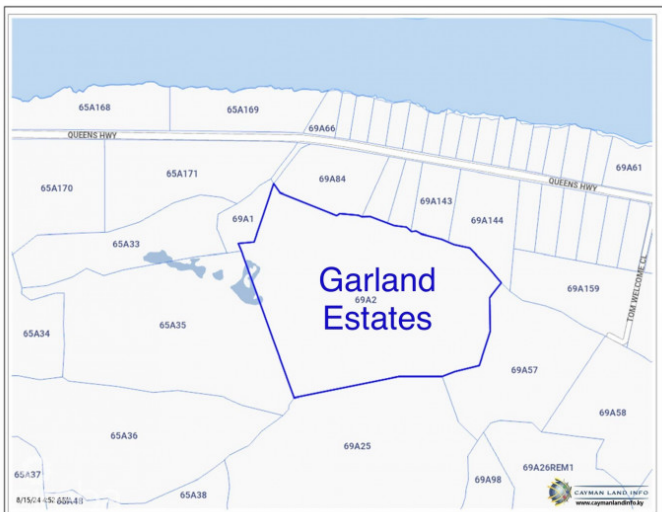 65A168
65A169
69A66
QUEENS HWY
69A61
65A170
65A171
69A84
QUEENS HWY
69A143
69A1
69A144
65A33
TOM WELCOME CL
Garland
69A2
Estates
69A159
65A34
65A35
69A57
69A58
65A36
69A25
65A37
69A98
69A26REM1
65A38
CAYMAN LAND INFO
www.caymanlandinfo.ky